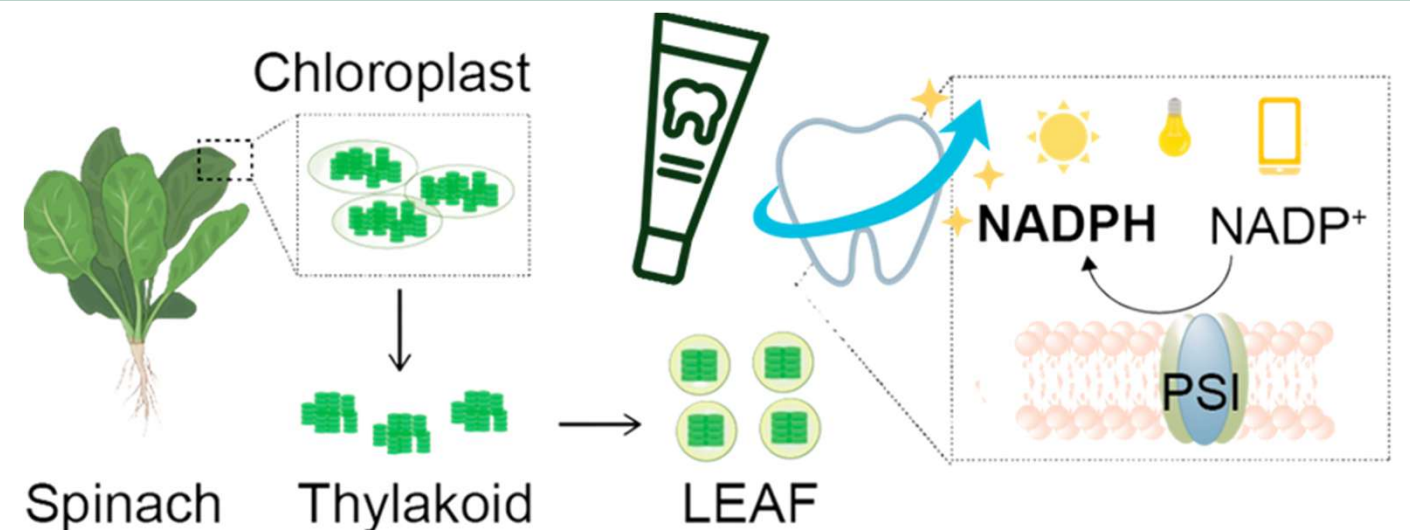 Chloroplast
NADPH NADP⁺
PSI
Spinach
Thylakoid
LEAF